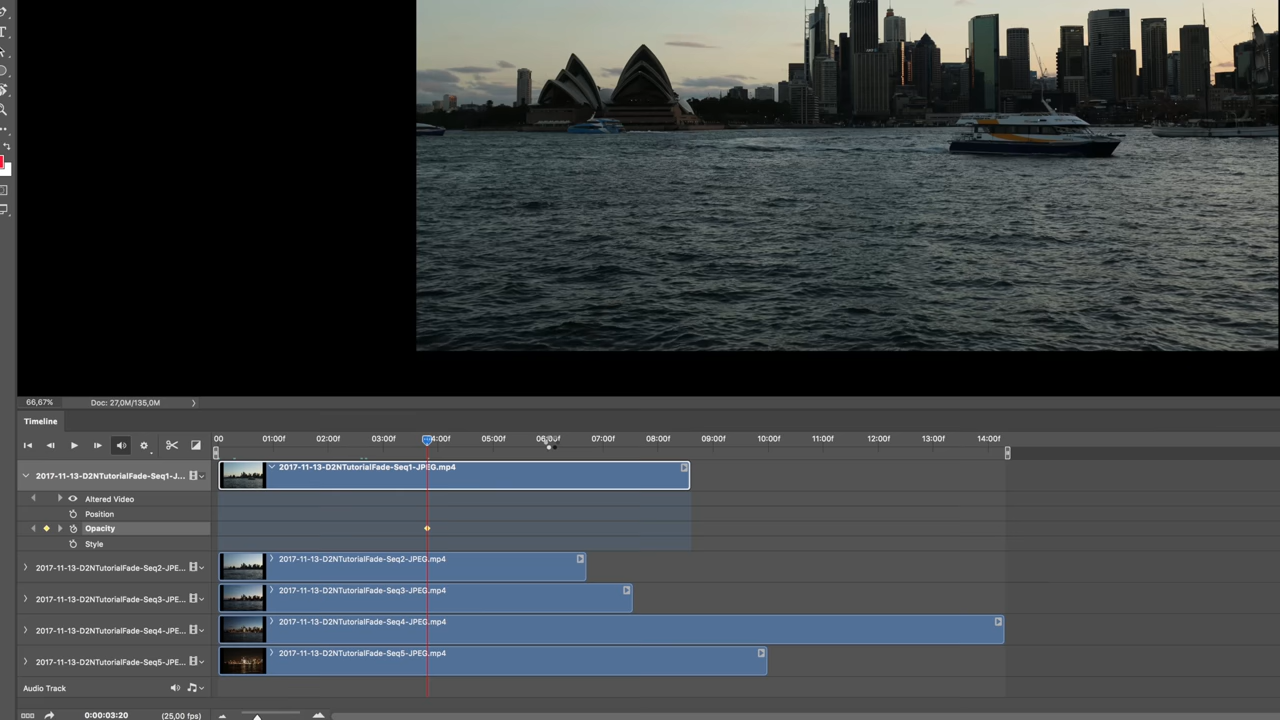 66,67%
Doc: 27,0M/135,0M
Timeline
00 01:00f 02:00f 03:00f 04:00f 05:00f 06:00f 07:00f 08:00f 09:00f 10:00f 11:00f 12:00f 13:00f 14:00f
2017-11-13-D2NTutorialFade-Seq1-J...
2017-11-13-D2NTutorialFade-Seq1-JPEG.mp4
Altered Video
Position
Opacity
Style
2017-11-13-D2NTutorialFade-Seq2-JPE...
2017-11-13-D2NTutorialFade-Seq2-JPEG.mp4
2017-11-13-D2NTutorialFade-Seq3-JPE...
2017-11-13-D2NTutorialFade-Seq3-JPEG.mp4
2017-11-13-D2NTutorialFade-Seq4-JPE...
2017-11-13-D2NTutorialFade-Seq4-JPEG.mp4
2017-11-13-D2NTutorialFade-Seq5-JPE...
2017-11-13-D2NTutorialFade-Seq5-JPEG.mp4
Audio Track
0:00:03:20
(25,00 fps)